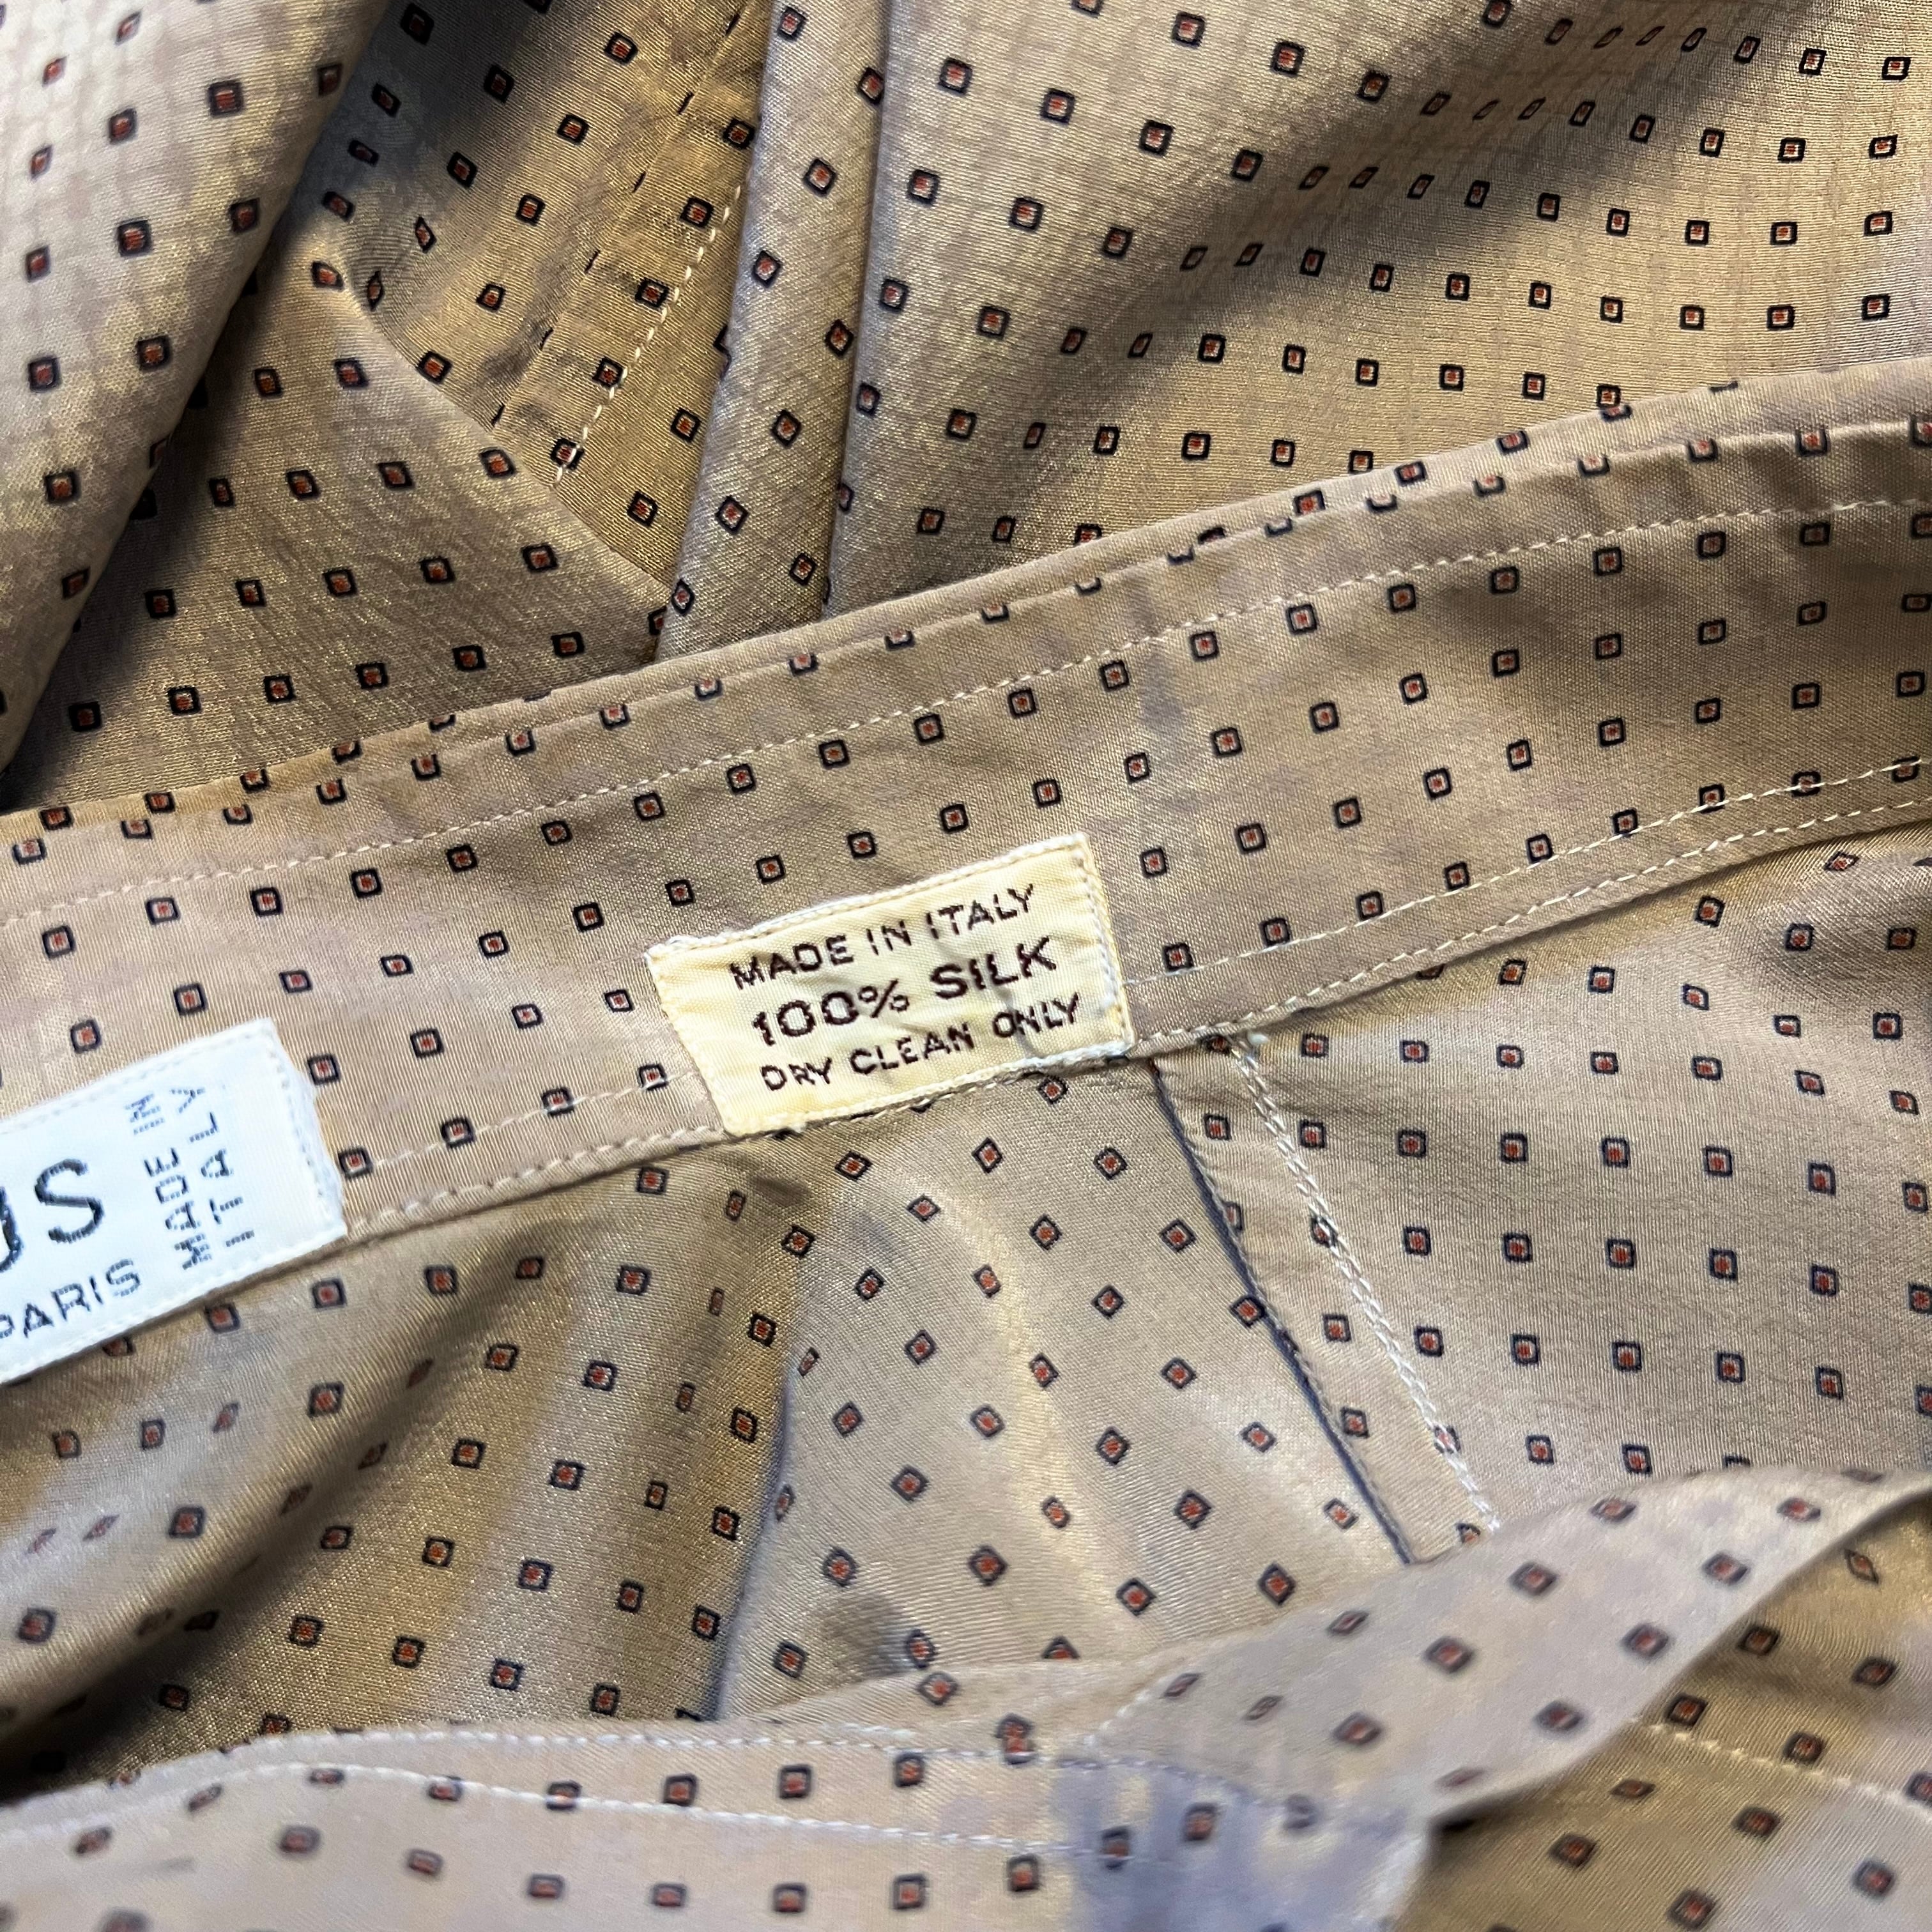 MADE IN ITALY
100% SILK
DRY CLEAN ONLY
PARIS
MADE IN
ITALY